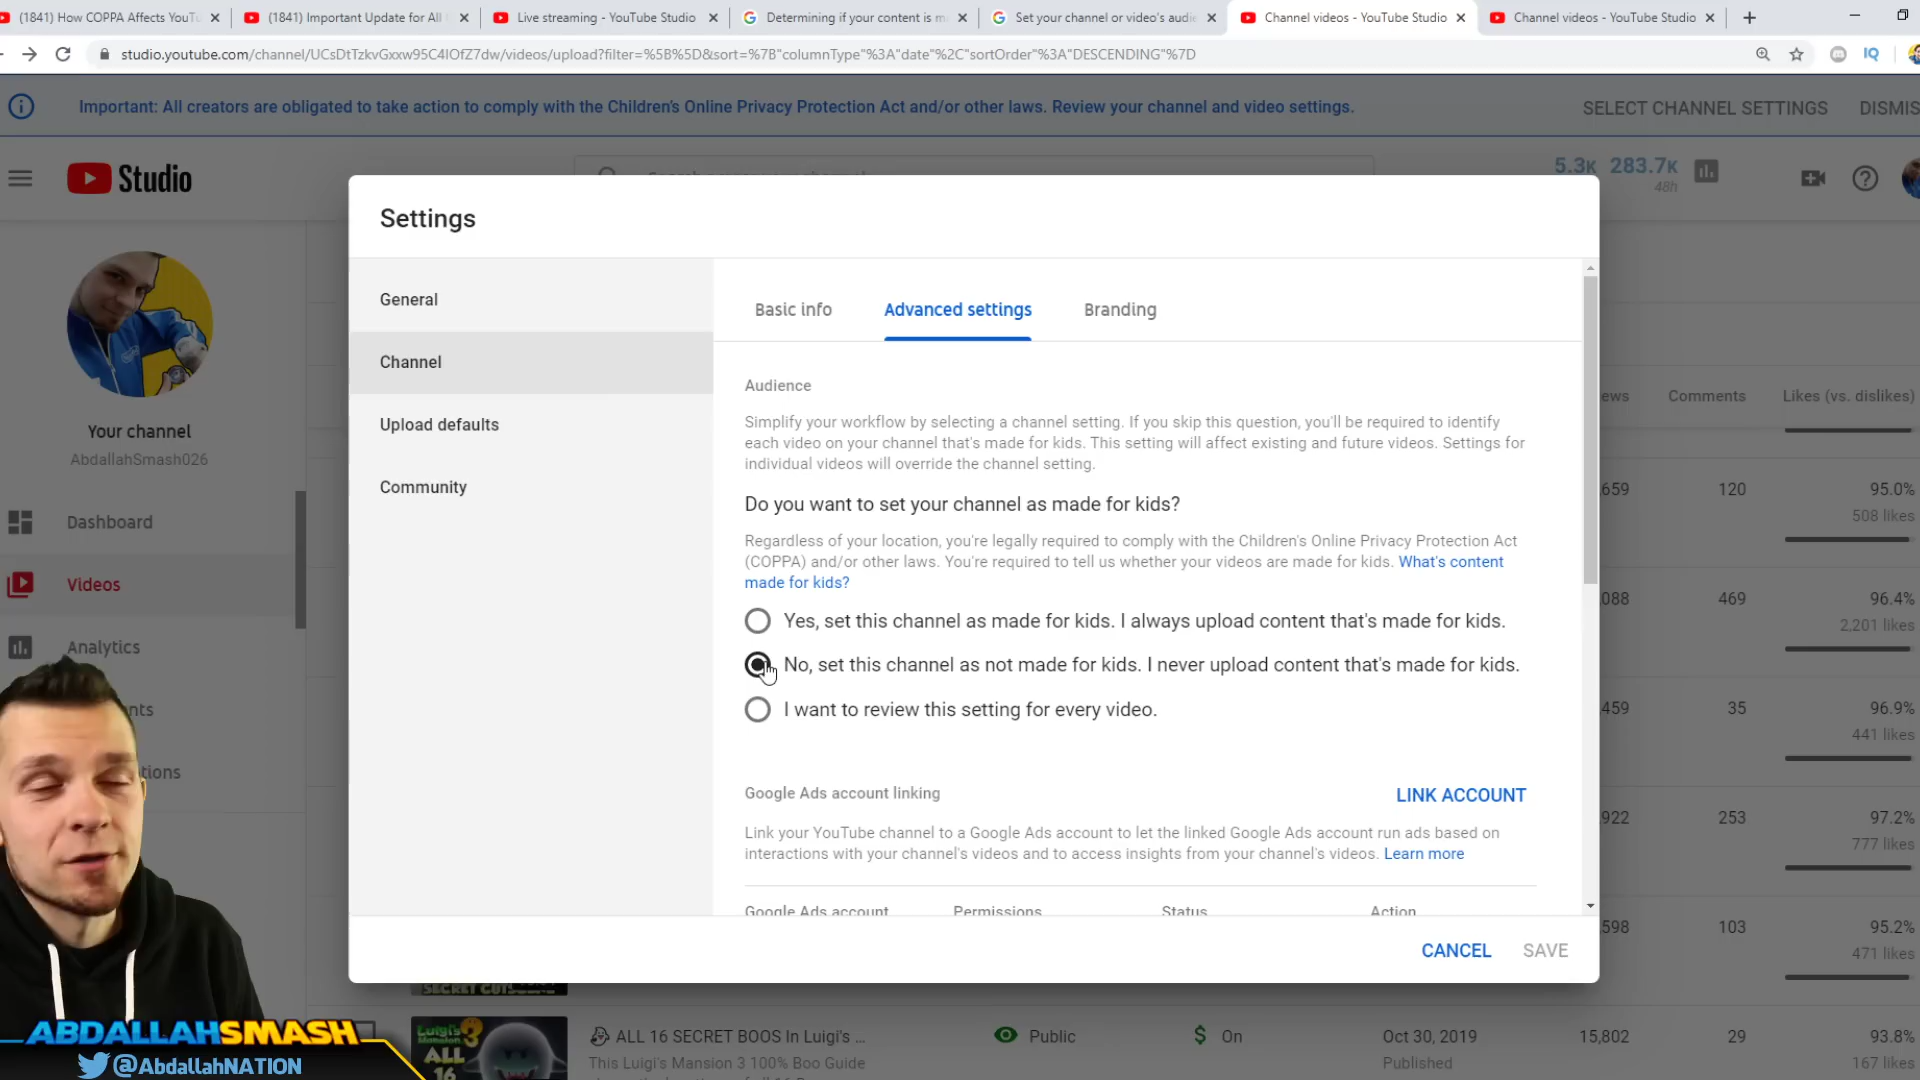 (1841) How COPPA Affects YouT
(1841) Important Update for All
Live streaming - YouTube Studio
Determining if your content is m
Set your channel or video's audie
Channel videos - YouTube Studio
Channel videos - YouTube Studio
studio.youtube.com/channel/UCsDtTzkvGxxw95C4IOfZ7dw/videos/upload?filter=%5B%5D&sort=%7B"columnType"%3A"date"%2C"sortOrder"%3A"DESCENDING"%7D
IQ
Important: All creators are obligated to take action to comply with the Children's Online Privacy Protection Act and/or other laws. Review your channel and video settings.
SELECT CHANNEL SETTINGS
DISMIS
Studio
5.3K 283.7K
48h
Settings
General
Channel
Upload defaults
Community
Your channel
AbdallahSmash026
Dashboard
Videos
Analytics
nts
tions
Basic info
Advanced settings
Branding
Audience
Simplify your workflow by selecting a channel setting. If you skip this question, you'll be required to identify
each video on your channel that's made for kids. This setting will affect existing and future videos. Settings for
individual videos will override the channel setting.
Do you want to set your channel as made for kids?
Regardless of your location, you're legally required to comply with the Children's Online Privacy Protection Act
(COPPA) and/or other laws. You're required to tell us whether your videos are made for kids. What's content
made for kids?
Yes, set this channel as made for kids. I always upload content that's made for kids.
No, set this channel as not made for kids. I never upload content that's made for kids.
I want to review this setting for every video.
Google Ads account linking
LINK ACCOUNT
Link your YouTube channel to a Google Ads account to let the linked Google Ads account run ads based on
interactions with your channel's videos and to access insights from your channel's videos. Learn more
Google Ads account
Permissions
Status
Action
CANCEL
SAVE
ews
Comments
Likes (vs. dislikes)
659
120
95.0%
508 likes
088
469
96.4%
2,201 likes
459
35
96.9%
441 likes
922
253
97.2%
777 likes
598
103
95.2%
471 likes
Luigi's
Mansion 3
ALL
16
ALL 16 SECRET BOOS In Luigi's ...
This Luigi's Mansion 3 100% Boo Guide
Public
$ On
Oct 30, 2019
Published
15,802
29
93.8%
167 likes
ABDALLAHSMASH
@AbdallahNATION